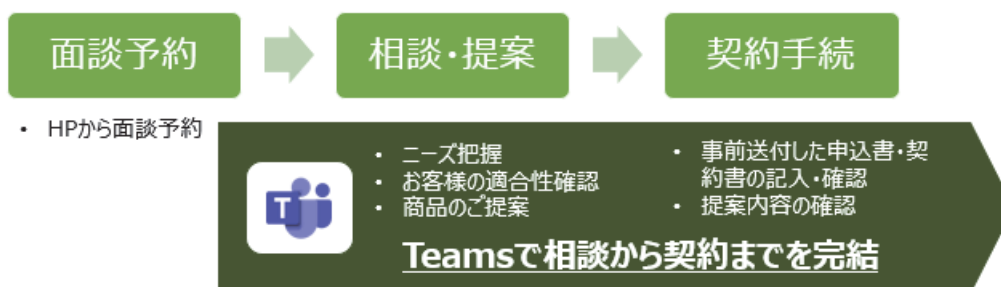 面談予約
相談・提案
契約手続
• HPから面談予約
• ニーズ把握
• お客様の適合性確認
• 商品のご提案
• 事前送付した申込書・契
約書の記入・確認
• 提案内容の確認
T
Teamsで相談から契約までを完結